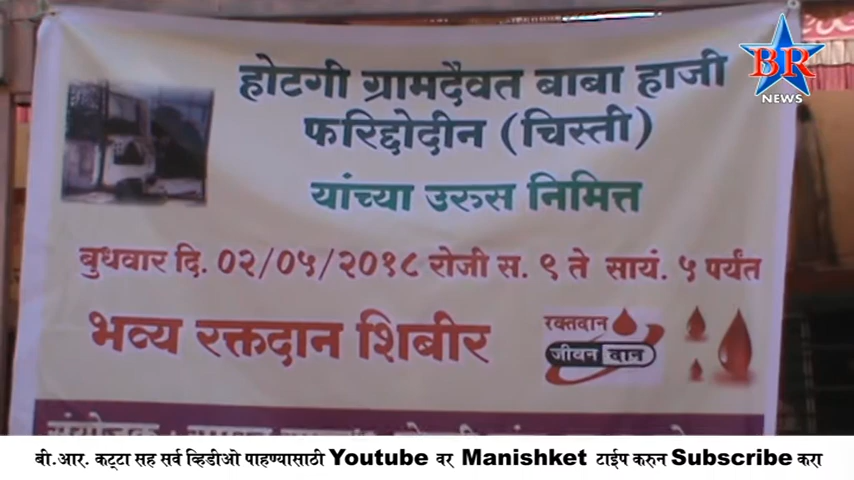 BR
NEWS
होटगी ग्रामदैवत बाबा हाजी
फरिद्दोदीन (चिस्ती)
यांच्या उरुस निमित्त
बुधवार दि. ०२/०५/२०१८ रोजी स. ९ ते सायं. ५ पर्यंत
भव्य रक्तदान शिबीर
रक्तदान
जीवन दान
संयोजक :
बी.आर. कट्टा सह सर्व व्हिडीओ पाहण्यासाठी Youtube वर Manishket टाईप करुन Subscribe करा